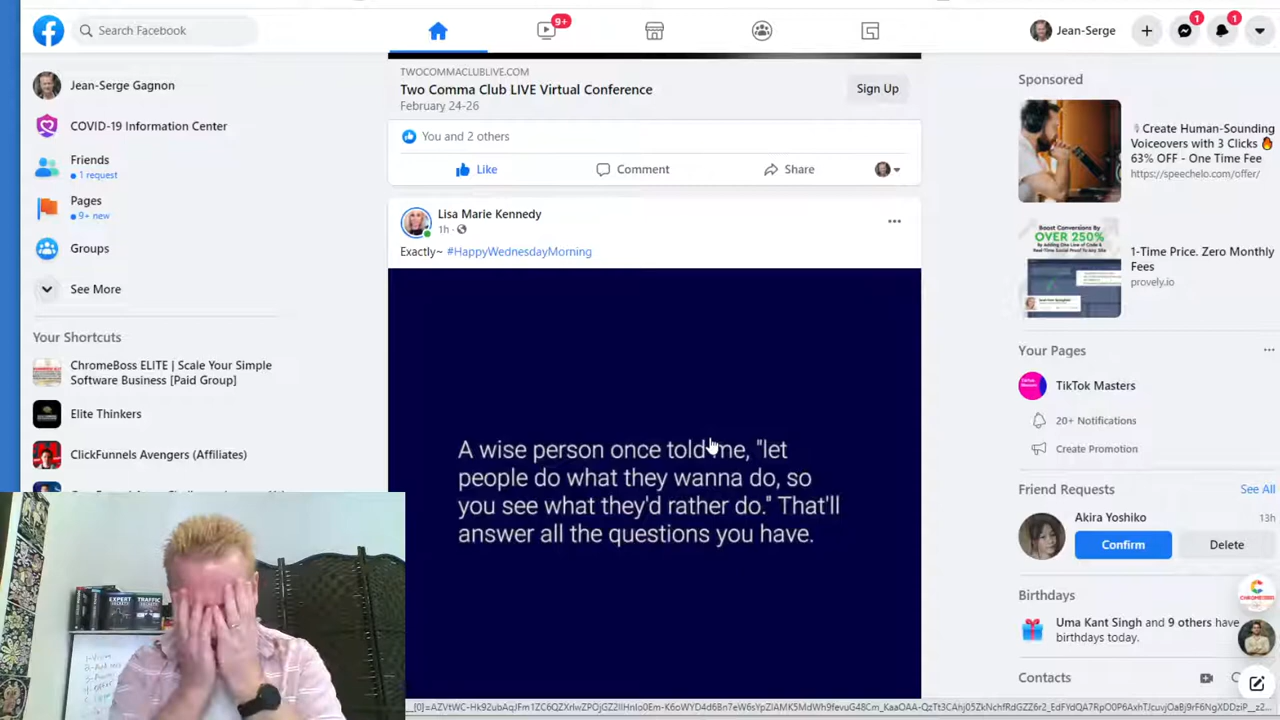 Search Facebook
9+
Jean-Serge
1
1
Jean-Serge Gagnon
COVID-19 Information Center
Friends
1 request
Pages
9+ new
Groups
See More
Your Shortcuts
ChromeBoss ELITE | Scale Your Simple
Software Business [Paid Group]
Elite Thinkers
ClickFunnels Avengers (Affiliates)
EXPERT
SECRETS
TRAFFIC
SECRETS
TWOCOMMACLUBLIVE.COM
Two Comma Club LIVE Virtual Conference
February 24-26
Sign Up
You and 2 others
Like
Comment
Share
Lisa Marie Kennedy
1h ·
Exactly~ #HappyWednesdayMorning
A wise person once told me, "let
people do what they wanna do, so
you see what they'd rather do." That'll
answer all the questions you have.
Sponsored
Create Human-Sounding
Voiceovers with 3 Clicks
63% OFF - One Time Fee
https://speechelo.com/offer/
Boost Conversions By
OVER 250%
1-Time Price. Zero Monthly
Fees
provely.io
Your Pages
TikTok Masters
20+ Notifications
Create Promotion
Friend Requests
See All
Akira Yoshiko
13h
Confirm
Delete
Birthdays
Uma Kant Singh and 9 others have
birthdays today.
Contacts